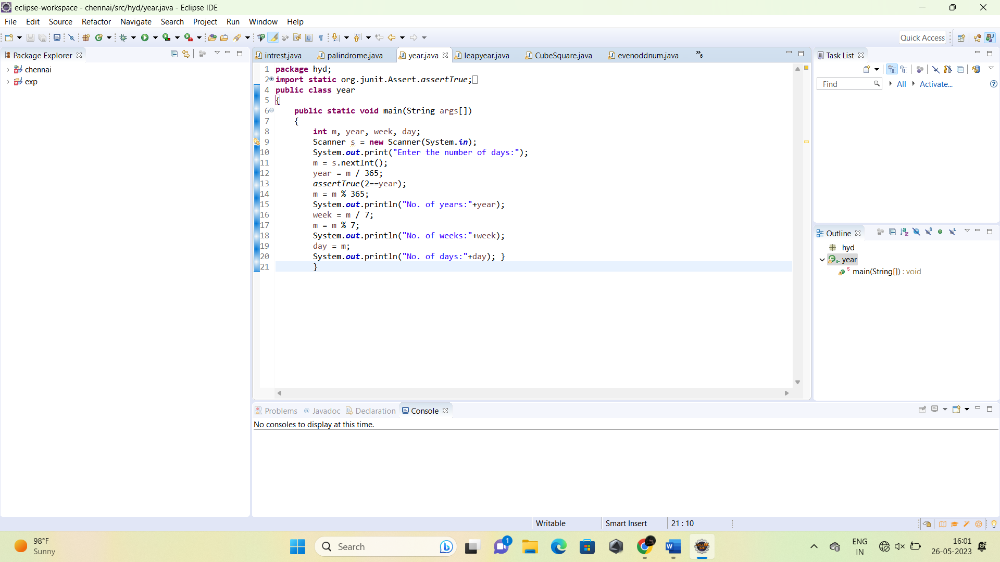 eclipse-workspace - chennai/src/hyd/year.java - Eclipse IDE
File Edit Source Refactor Navigate Search Project Run Window Help
Quick Access
Package Explorer
chennai
exp
intrest.java palindrome.java year.java leapyear.java CubeSquare.java evenoddnum.java »6
1 package hyd;
2 import static org.junit.Assert.assertTrue;
4 public class year
5 {
6 public static void main(String args[])
7 {
8 int m, year, week, day;
9 Scanner s = new Scanner(System.in);
10 System.out.print("Enter the number of days:");
11 m = s.nextInt();
12 year = m / 365;
13 assertTrue(2==year);
14 m = m % 365;
15 System.out.println("No. of years:"+year);
16 week = m / 7;
17 m = m % 7;
18 System.out.println("No. of weeks:"+week);
19 day = m;
20 System.out.println("No. of days:"+day); }
21 }
Task List
Find All Activate...
Outline
hyd
year
main(String[]) : void
Problems @ Javadoc Declaration Console
No consoles to display at this time.
Writable Smart Insert 21 : 10
98°F
Sunny
Search
1
ENG
IN
16:01
26-05-2023